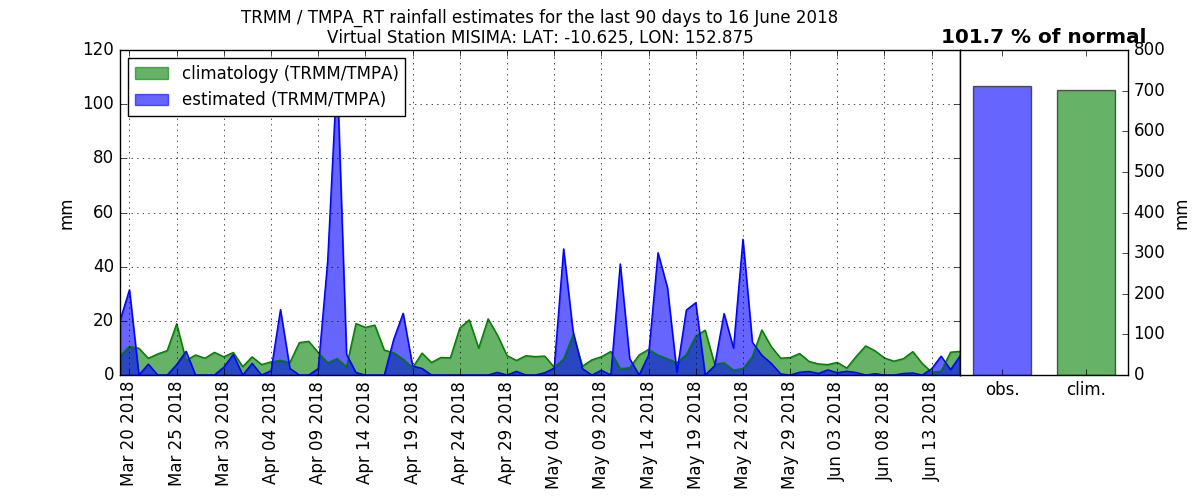 TRMM / TMPA_RT rainfall estimates for the last 90 days to 16 June 2018
Virtual Station MISIMA: LAT: -10.625, LON: 152.875
101.7 % of normal
climatology (TRMM/TMPA)
estimated (TRMM/TMPA)
mm
120
100
80
60
40
20
0
Mar 20 2018
Mar 25 2018
Mar 30 2018
Apr 04 2018
Apr 09 2018
Apr 14 2018
Apr 19 2018
Apr 24 2018
Apr 29 2018
May 04 2018
May 09 2018
May 14 2018
May 19 2018
May 24 2018
May 29 2018
Jun 03 2018
Jun 08 2018
Jun 13 2018
obs.
clim.
800
700
600
500
400
300
200
100
0
mm